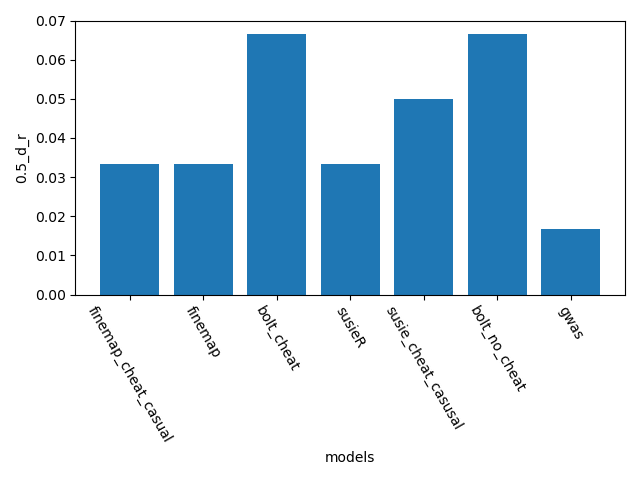 0.07
0.06
0.05
0.04
0.03
0.02
0.01
0.00
0.5_d_r
finemap_cheat_casual
finemap
bolt_cheat
susieR
susie_cheat_casusal
bolt_no_cheat
gwas
models